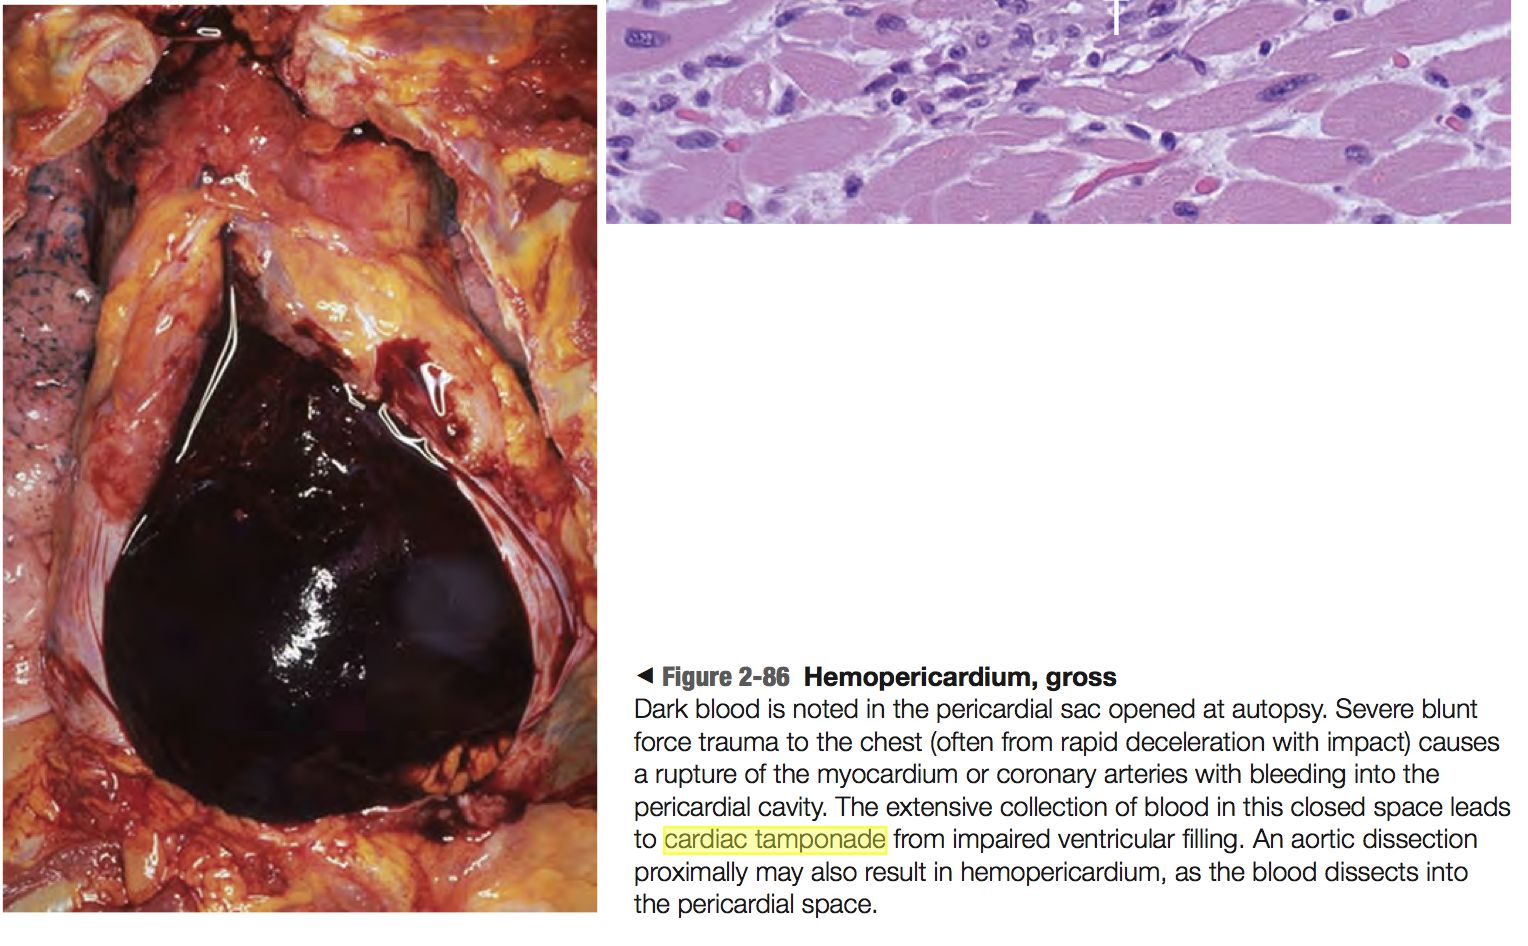 T
◄ Figure 2-86 Hemopericardium, gross
Dark blood is noted in the pericardial sac opened at autopsy. Severe blunt
force trauma to the chest (often from rapid deceleration with impact) causes
a rupture of the myocardium or coronary arteries with bleeding into the
pericardial cavity. The extensive collection of blood in this closed space leads
to cardiac tamponade from impaired ventricular filling. An aortic dissection
proximally may also result in hemopericardium, as the blood dissects into
the pericardial space.